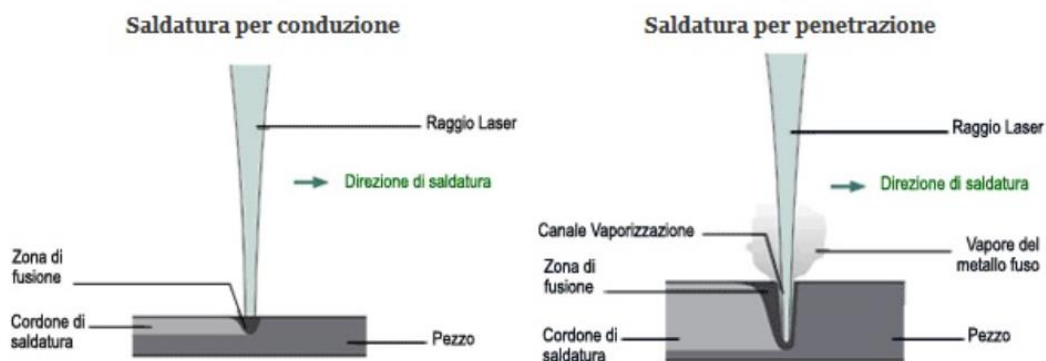 Saldatura per conduzione
Raggio Laser
Direzione di saldatura
Zona di
fusione
Cordone di
saldatura
Pezzo
Saldatura per penetrazione
Raggio Laser
Direzione di saldatura
Canale Vaporizzazione
Vapore del
metallo fuso
Zona di
fusione
Cordone di
saldatura
Pezzo